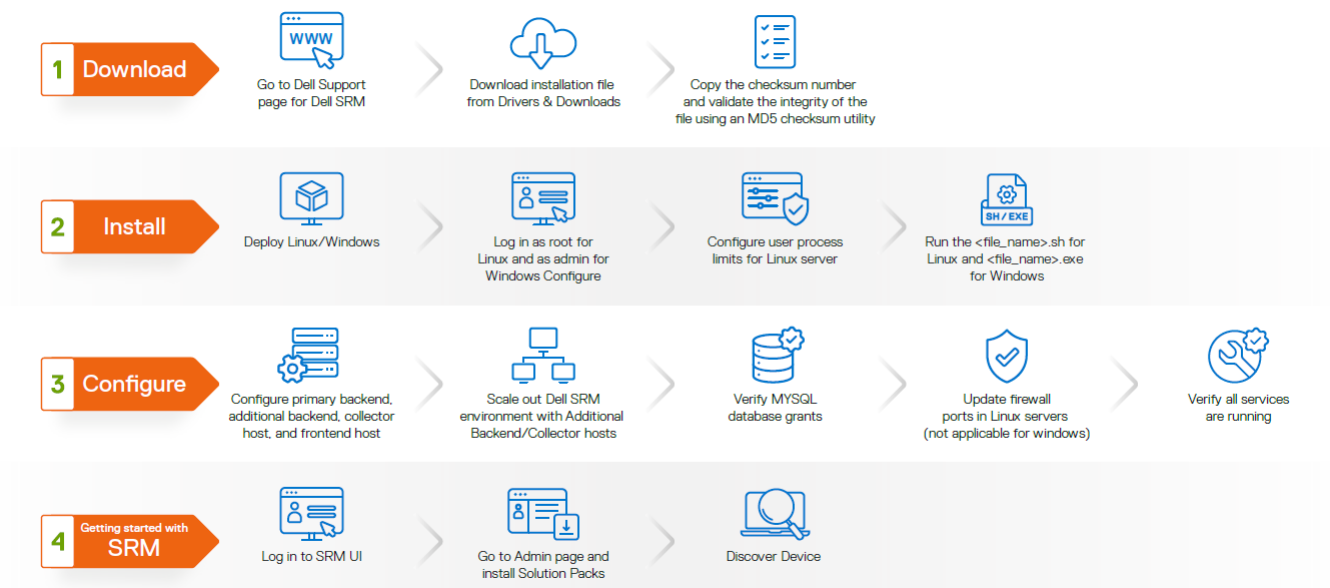 1 Download
WWW
Go to Dell Support
page for Dell SRM
Download installation file
from Drivers & Downloads
Copy the checksum number
and validate the integrity of the
file using an MD5 checksum utility
2 Install
Deploy Linux/Windows
Log in as root for
Linux and as admin for
Windows Configure
Configure user process
limits for Linux server
SH/EXE
Run the <file_name>.sh for
Linux and <file_name>.exe
for Windows
3 Configure
Configure primary backend,
additional backend, collector
host, and frontend host
Scale out Dell SRM
environment with Additional
Backend/Collector hosts
Verify MYSQL
database grants
Update firewall
ports in Linux servers
(not applicable for windows)
Verify all services
are running
4 Getting started with
SRM
Log in to SRM UI
Go to Admin page and
install Solution Packs
Discover Device